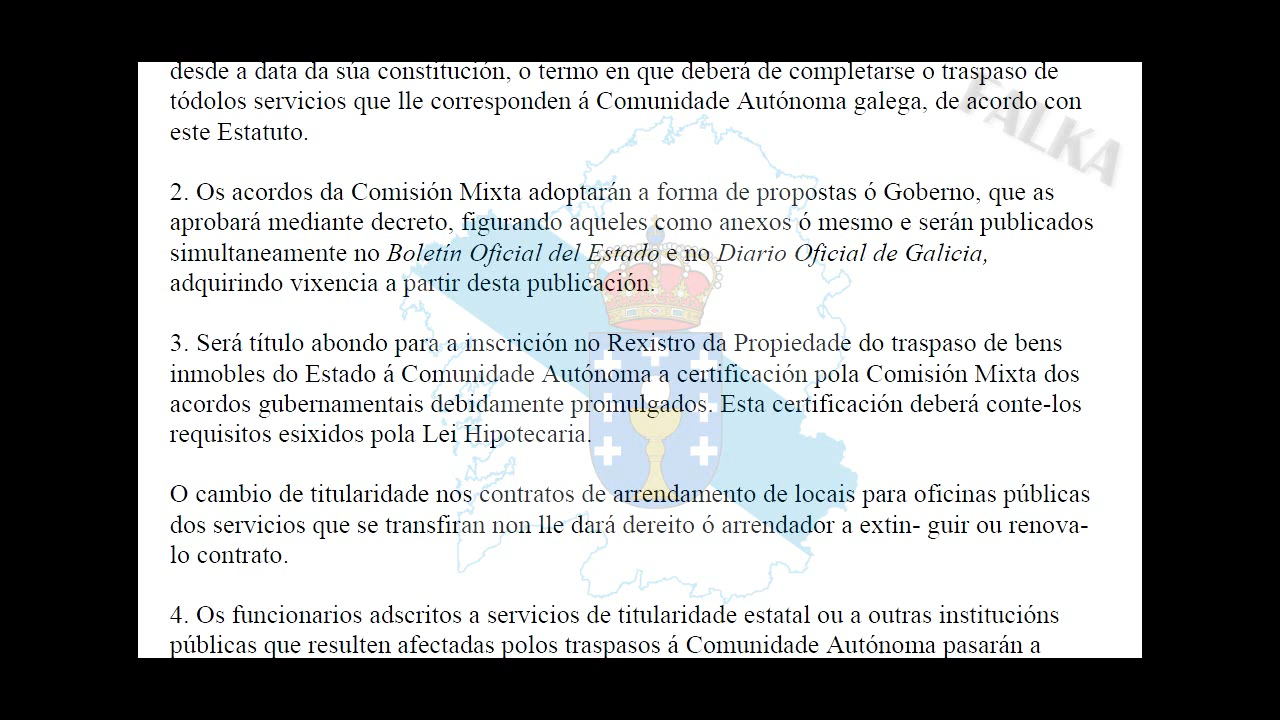 desde a data da súa constitución, o termo en que deberá de completarse o traspaso de
tódolos servicios que lle corresponden á Comunidade Autónoma galega, de acordo con
este Estatuto.
FALKA
2. Os acordos da Comisión Mixta adoptarán a forma de propostas ó Goberno, que as
aprobará mediante decreto, figurando aqueles como anexos ó mesmo e serán publicados
simultaneamente no Boletín Oficial del Estado e no Diario Oficial de Galicia,
adquirindo vixencia a partir desta publicación.
3. Será título abondo para a inscrición no Rexistro da Propiedade do traspaso de bens
inmobles do Estado á Comunidade Autónoma a certificación pola Comisión Mixta dos
acordos gubernamentais debidamente promulgados. Esta certificación deberá conte-los
requisitos esixidos pola Lei Hipotecaria.
O cambio de titularidade nos contratos de arrendamento de locais para oficinas públicas
dos servicios que se transfiran non lle dará dereito ó arrendador a extin- guir ou renova-
lo contrato.
4. Os funcionarios adscritos a servicios de titularidade estatal ou a outras institucións
públicas que resulten afectadas polos traspasos á Comunidade Autónoma pasarán a